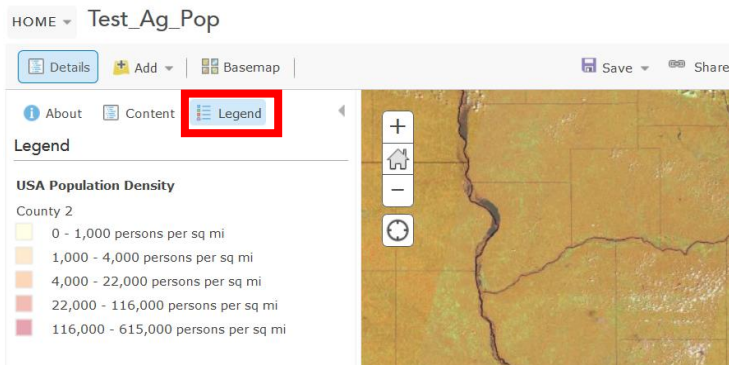 HOME Test_Ag_Pop
Details Add Basemap Save Share
About Content Legend
Legend
USA Population Density
County 2
0 - 1,000 persons per sq mi
1,000 - 4,000 persons per sq mi
4,000 - 22,000 persons per sq mi
22,000 - 116,000 persons per sq mi
116,000 - 615,000 persons per sq mi
+
−